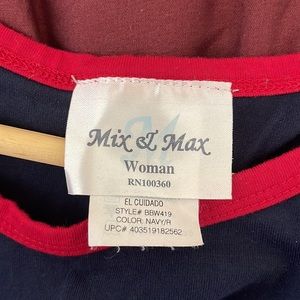 Mix & Max
Woman
RN100360
EL CUIDADO
STYLE# BBW419
COLOR: NAVY/R
UPC# 403519182562